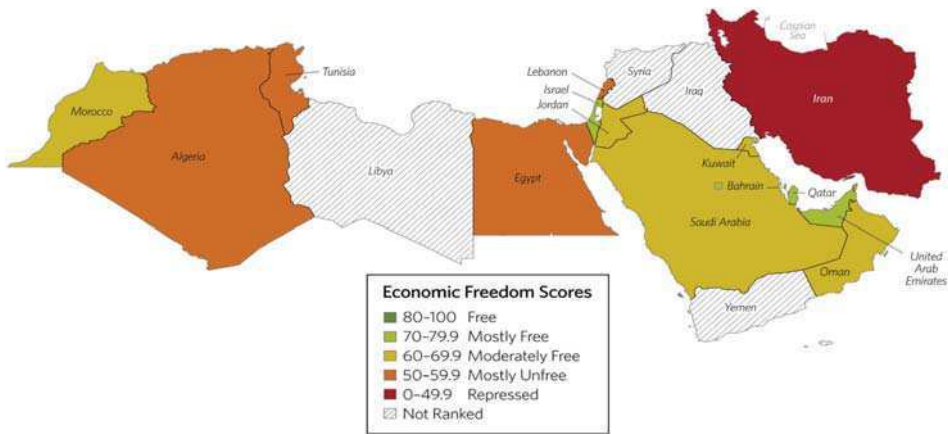 Caspian
Sea
Tunisia
Lebanon
Syria
Israel
Iraq
Iran
Morocco
Jordan
Algeria
Kuwait
Libya
Egypt
Bahrain
Qatar
Saudi Arabia
United
Arab
Emirates
Oman
Yemen
Economic Freedom Scores
80–100 Free
70–79.9 Mostly Free
60–69.9 Moderately Free
50–59.9 Mostly Unfree
0–49.9 Repressed
Not Ranked